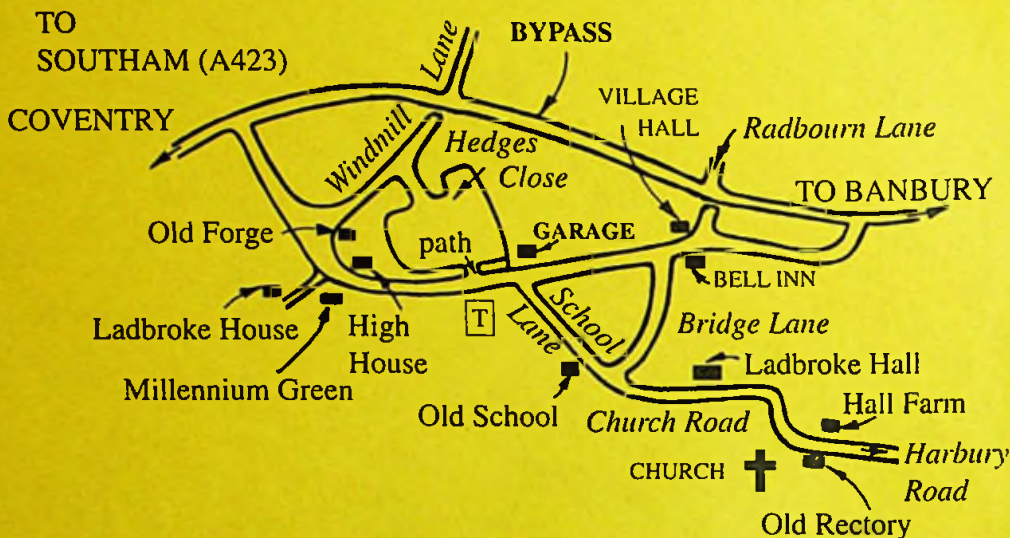 TO
SOUTHAM (A423)
COVENTRY
Lane
BYPASS
VILLAGE
HALL
Radbourn Lane
Windmill
Hedges
Close
TO BANBURY
Old Forge
path
GARAGE
BELL INN
Ladbroke House
High
House
T
School
Lane
Bridge Lane
Millennium Green
Ladbroke Hall
Old School
Church Road
Hall Farm
CHURCH
Harbury
Road
Old Rectory